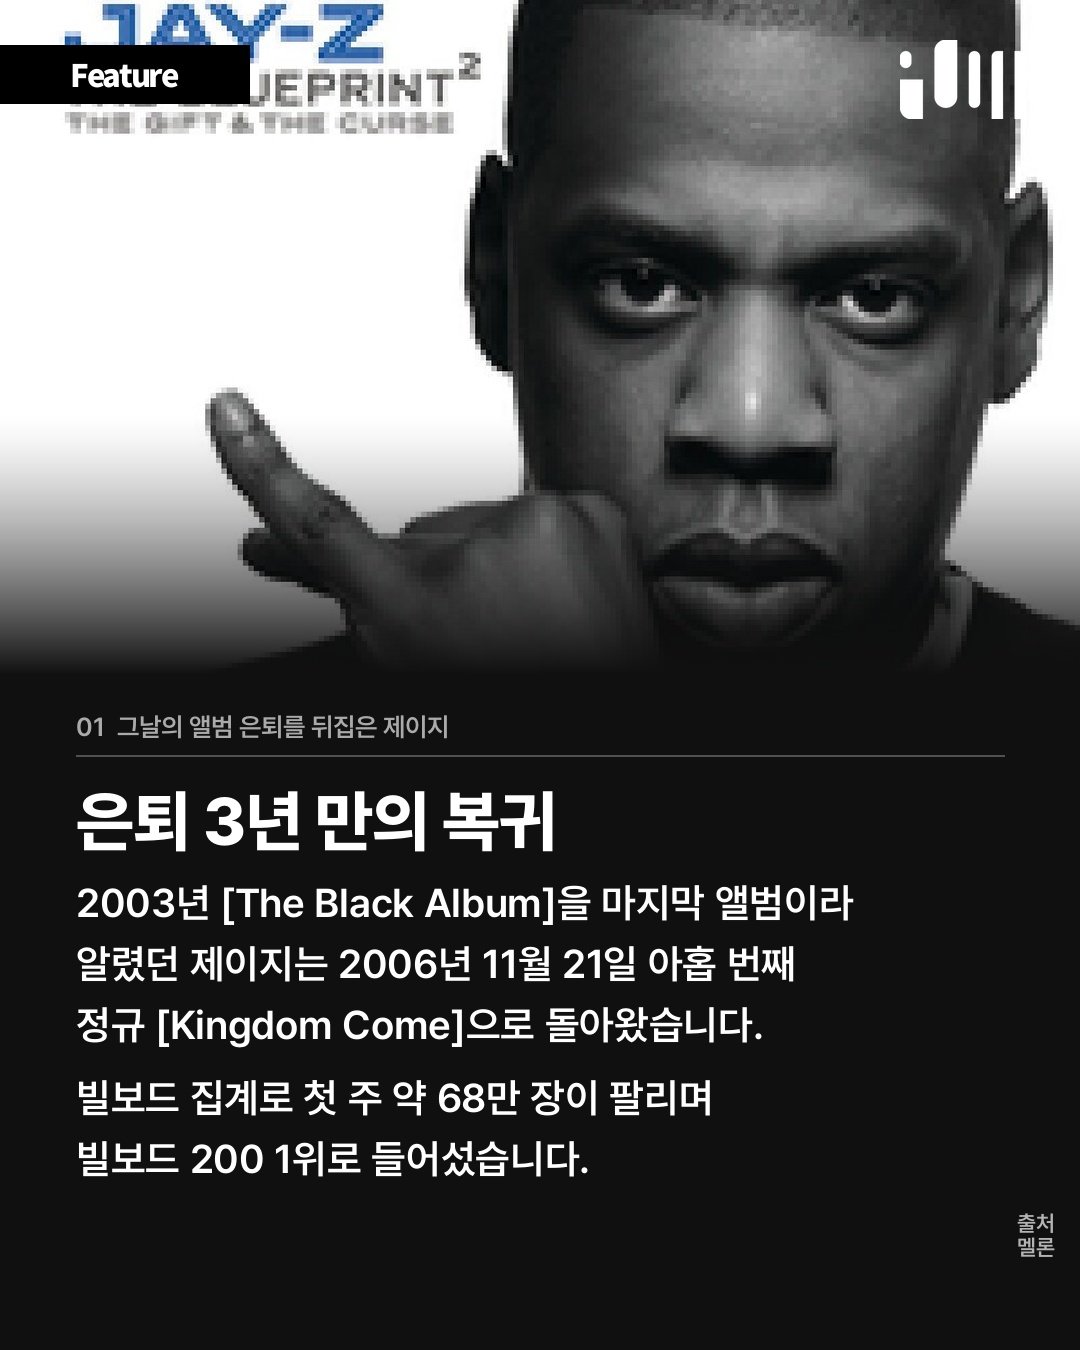 JAY-Z
Feature
UEPRINT²
THE GIFT & THE CURSE
01 그날의 앨범 은퇴를 뒤집은 제이지
은퇴 3년 만의 복귀
2003년 [The Black Album]을 마지막 앨범이라
알렸던 제이지는 2006년 11월 21일 아홉 번째
정규 [Kingdom Come]으로 돌아왔습니다.
빌보드 집계로 첫 주 약 68만 장이 팔리며
빌보드 200 1위로 들어섰습니다.
출처
멜론